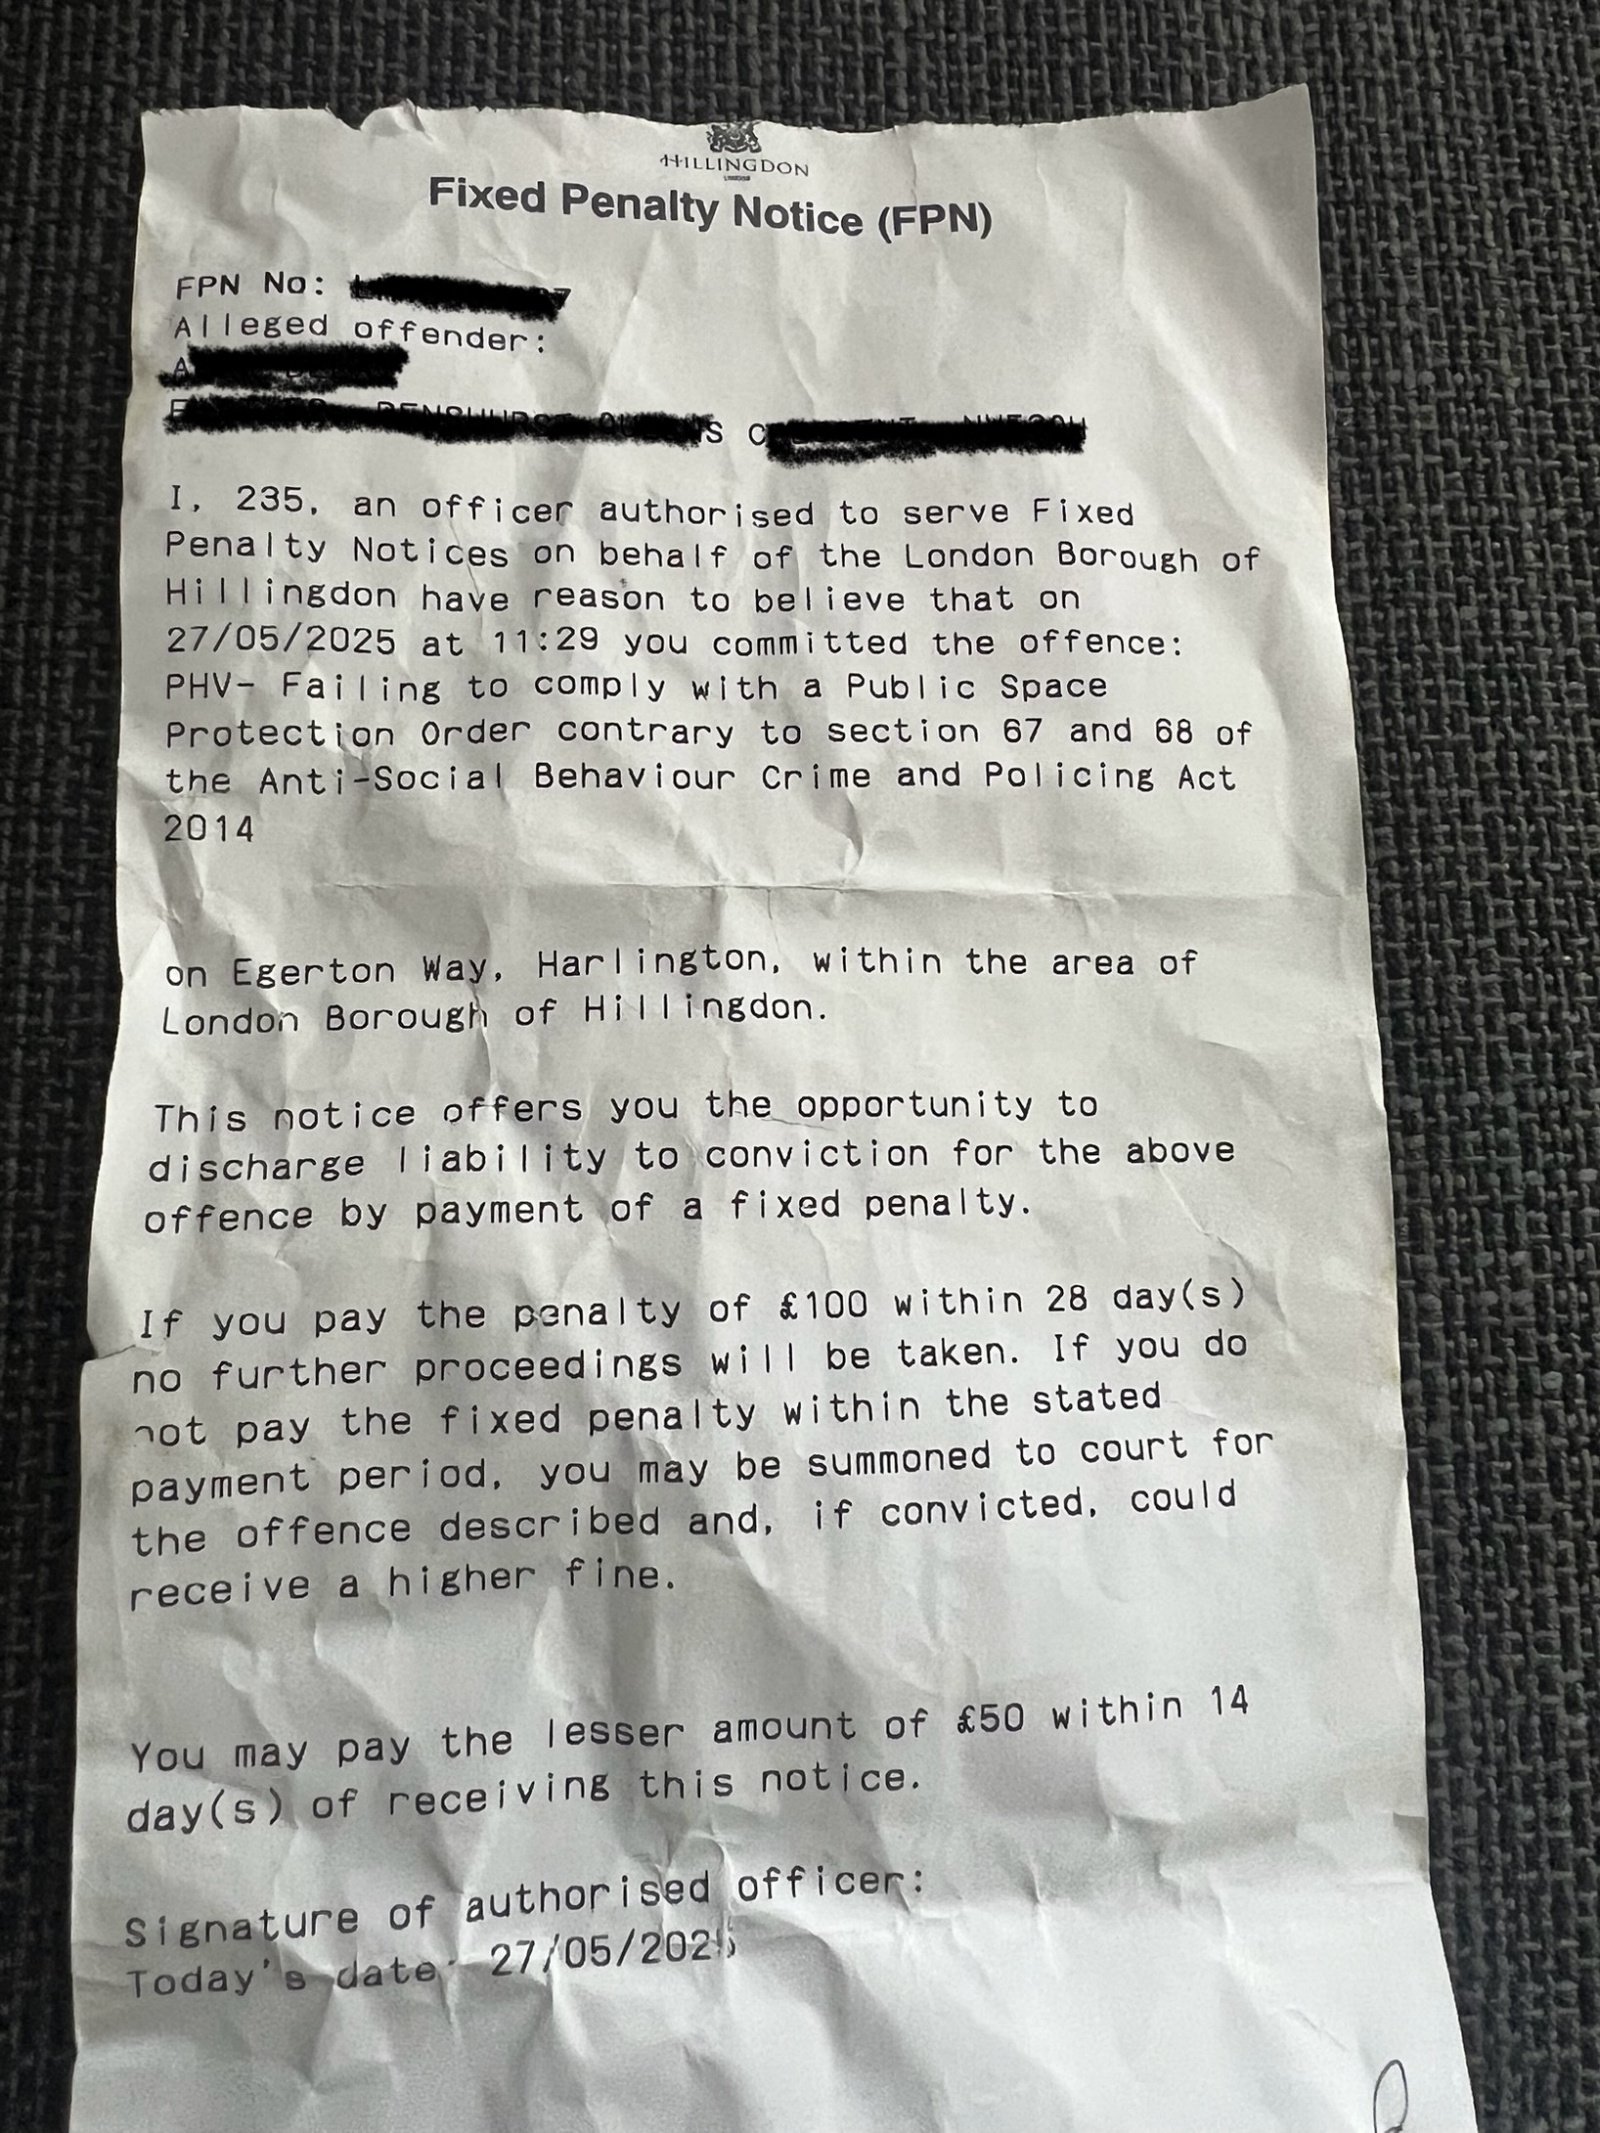 HILLINGDON
LONDON
Fixed Penalty Notice (FPN)
FPN No:
Alleged offender:
I, 235, an officer authorised to serve Fixed
Penalty Notices on behalf of the London Borough of
Hillingdon have reason to believe that on
27/05/2025 at 11:29 you committed the offence:
PHV- Failing to comply with a Public Space
Protection Order contrary to section 67 and 68 of
the Anti-Social Behaviour Crime and Policing Act
2014
on Egerton Way, Harlington, within the area of
London Borough of Hillingdon.
This notice offers you the opportunity to
discharge liability to conviction for the above
offence by payment of a fixed penalty.
If you pay the penalty of £100 within 28 day(s)
no further proceedings will be taken. If you do
not pay the fixed penalty within the stated
payment period, you may be summoned to court for
the offence described and, if convicted, could
receive a higher fine.
You may pay the lesser amount of £50 within 14
day(s) of receiving this notice.
Signature of authorised officer:
Today's date: 27/05/2025